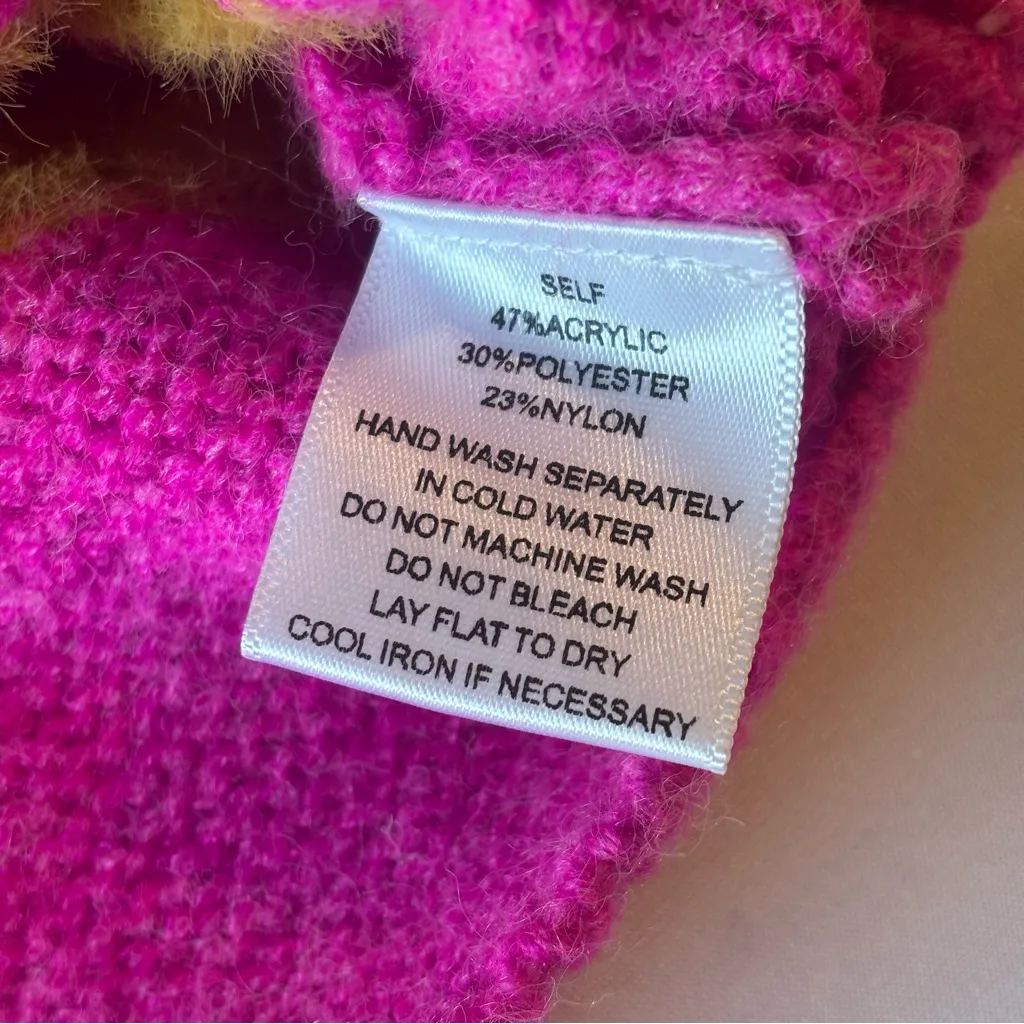 SELF
47%ACRYLIC
30%POLYESTER
23%NYLON
HAND WASH SEPARATELY
IN COLD WATER
DO NOT MACHINE WASH
DO NOT BLEACH
LAY FLAT TO DRY
COOL IRON IF NECESSARY